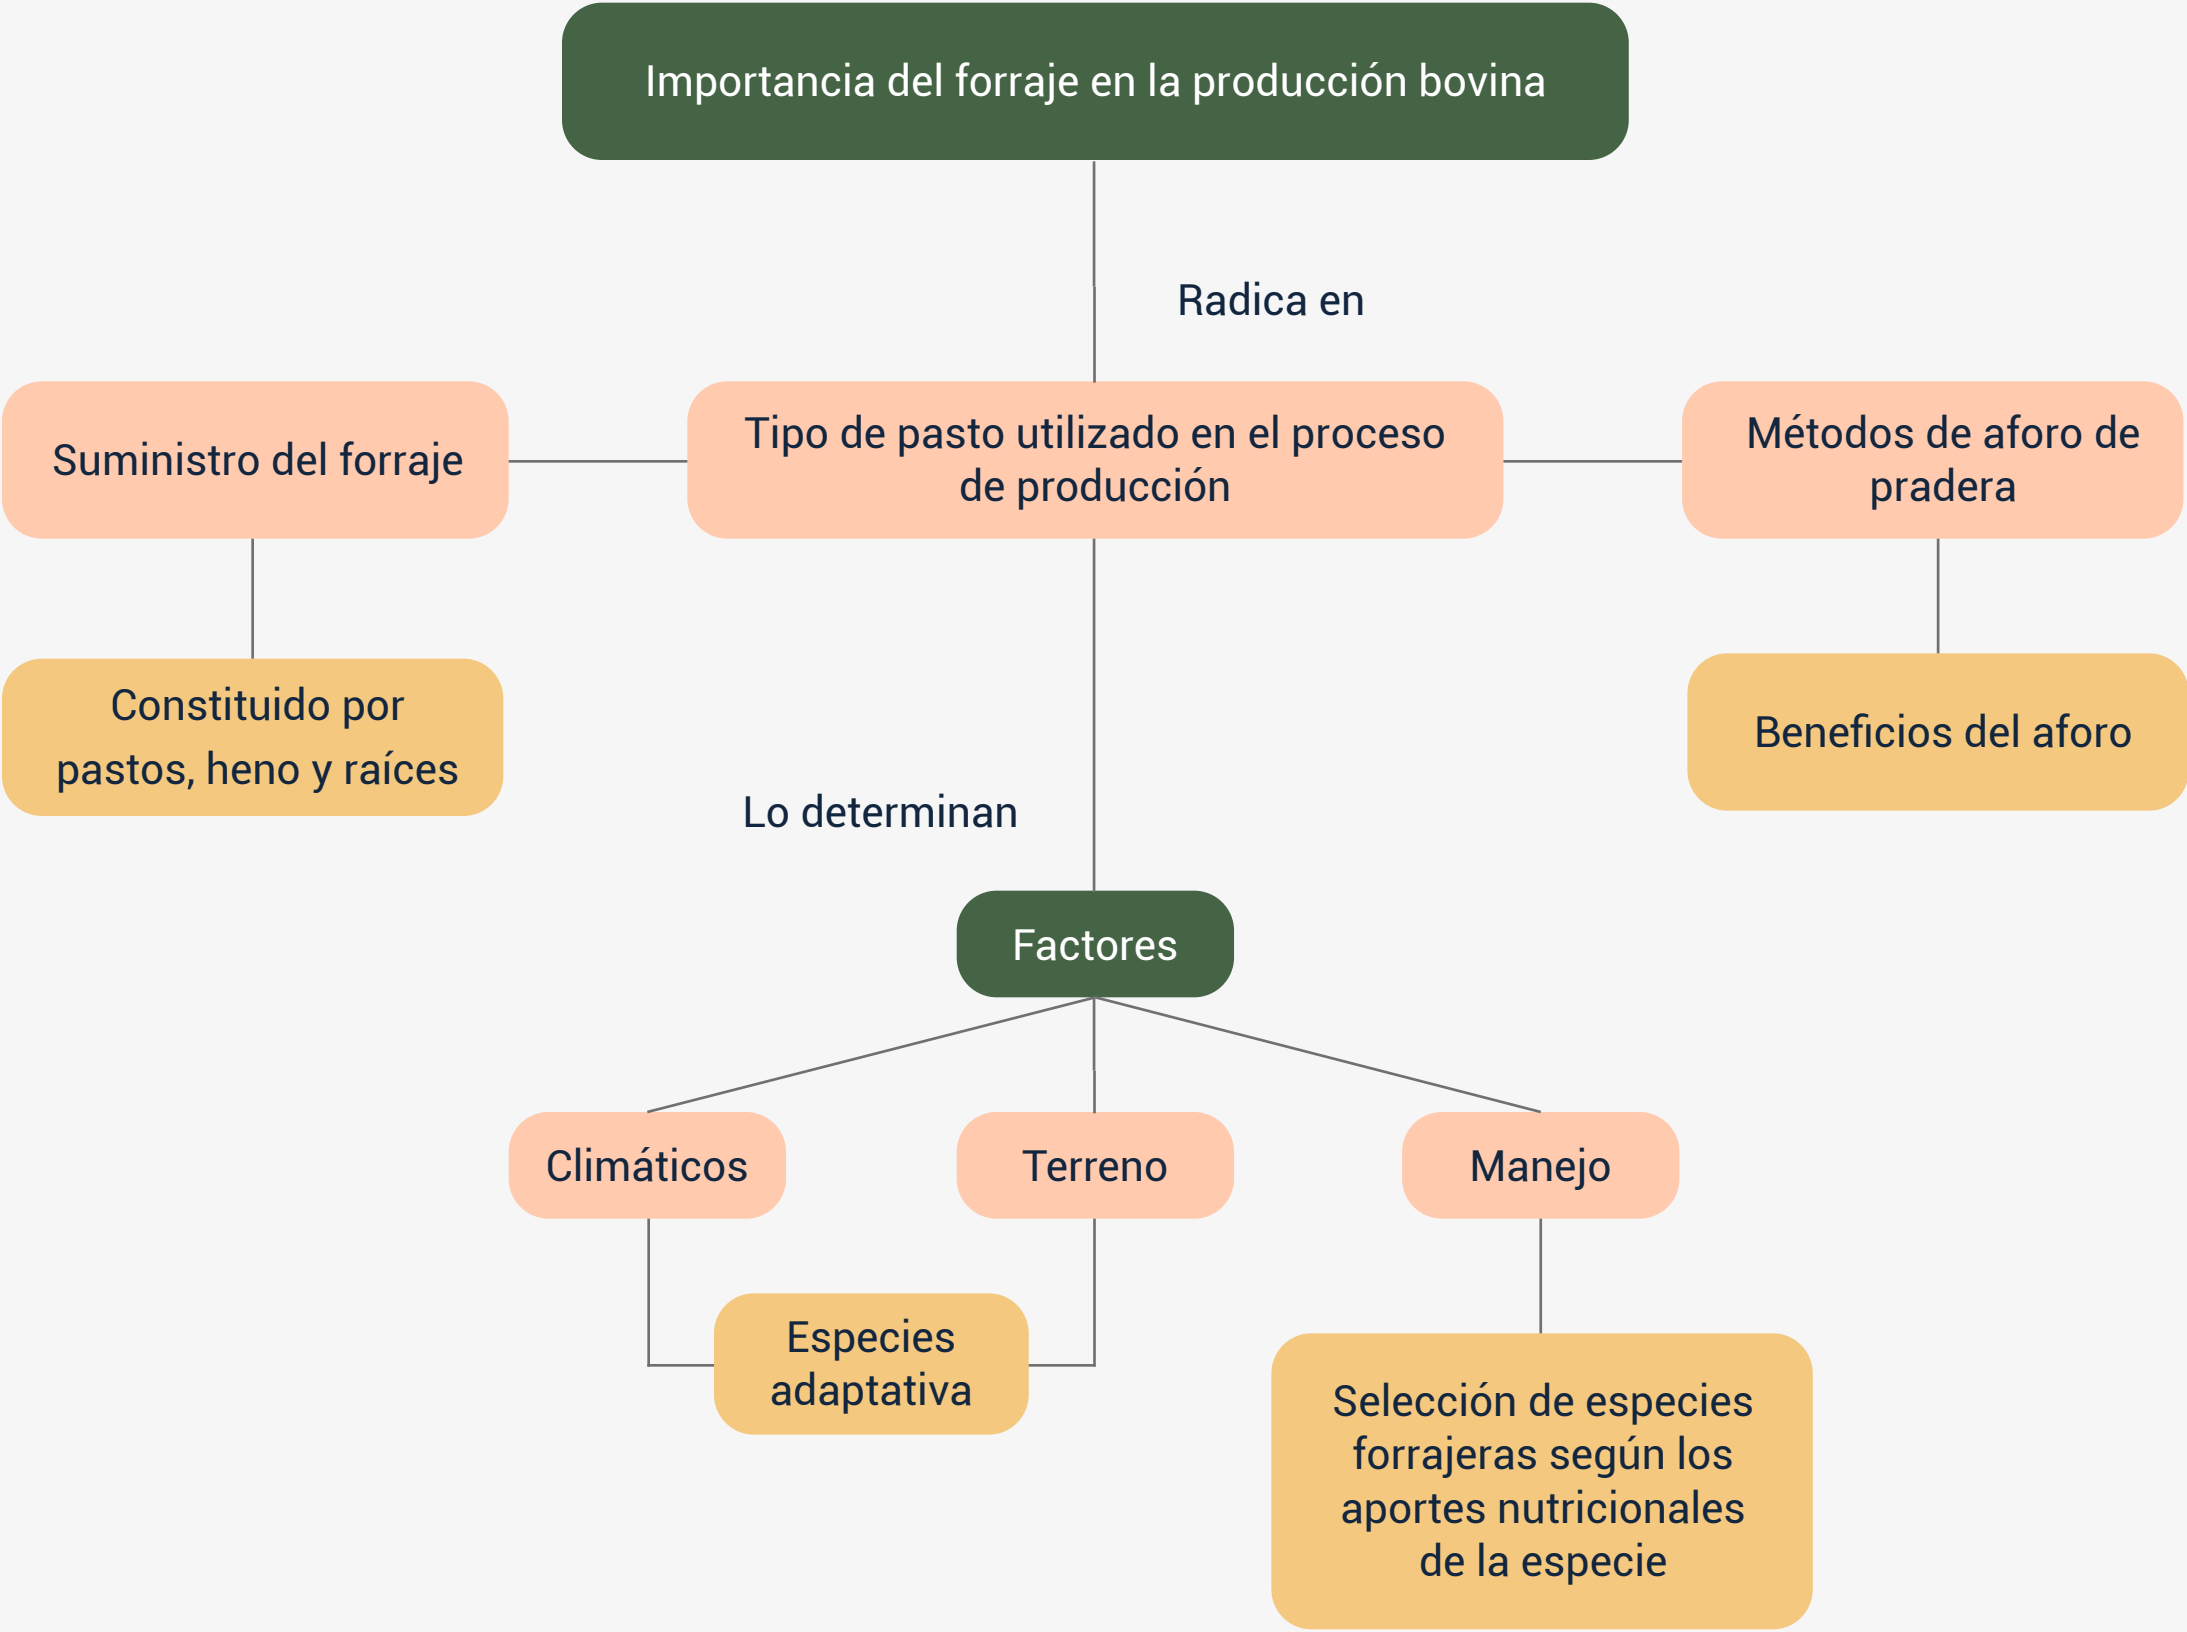 Importancia del forraje en la producción bovina
Radica en
Suministro del forraje
Tipo de pasto utilizado en el proceso
de producción
Métodos de aforo de
pradera
Constituido por
pastos, heno y raíces
Beneficios del aforo
Lo determinan
Factores
Climáticos
Terreno
Manejo
Especies
adaptativa
Selección de especies
forrajeras según los
aportes nutricionales
de la especie